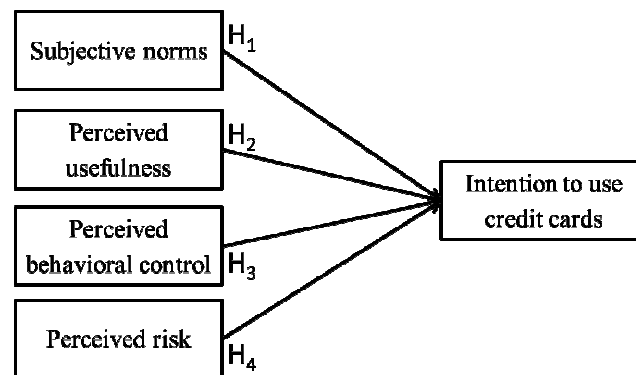 Subjective norms
H1
Perceived
usefulness
H2
Perceived
behavioral control
H3
Perceived risk
H4
Intention to use
credit cards